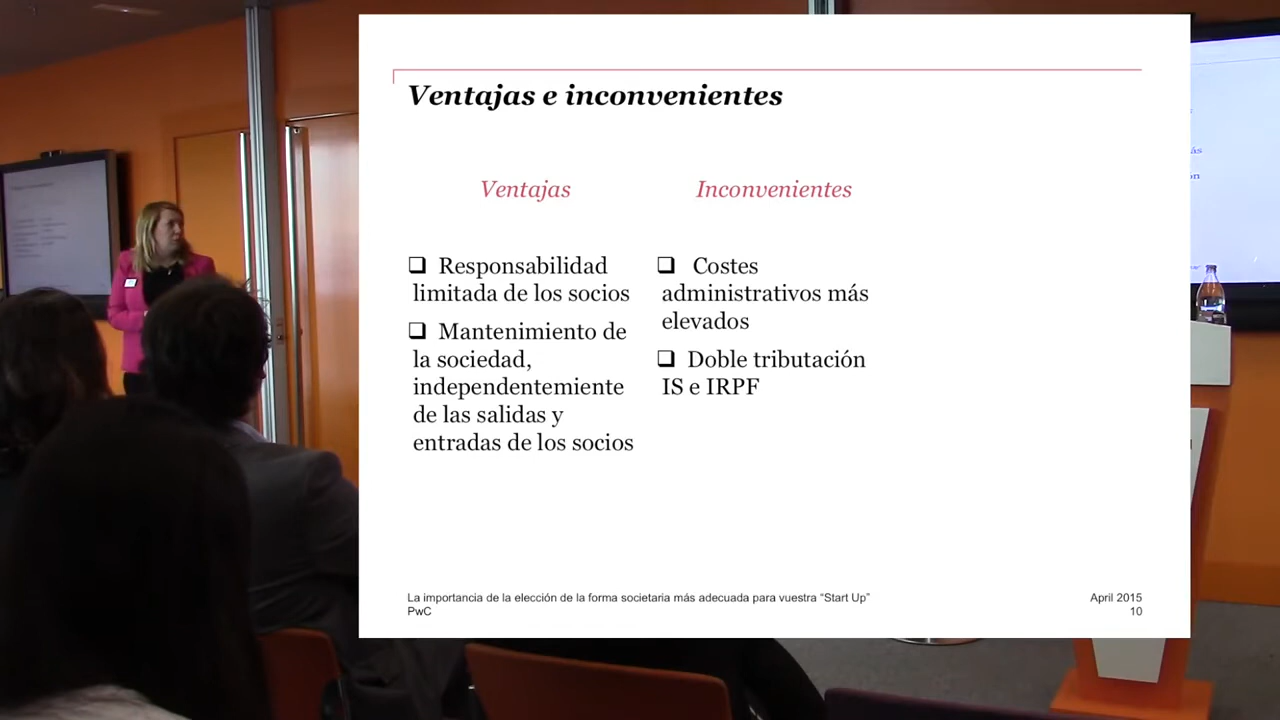 Ventajas e inconvenientes
Ventajas
Inconvenientes
❑ Responsabilidad
limitada de los socios
❑ Mantenimiento de
la sociedad,
independentemiente
de las salidas y
entradas de los socios
❑ Costes
administrativos más
elevados
❑ Doble tributación
IS e IRPF
La importancia de la elección de la forma societaria más adecuada para vuestra “Start Up”
PwC
April 2015
10